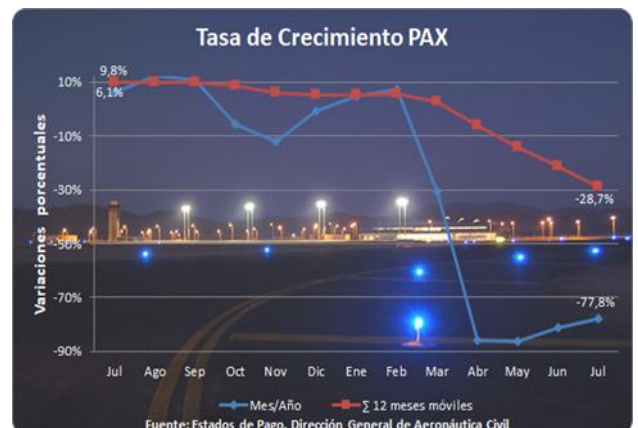 Tasa de Crecimiento PAX
Variaciones porcentuales
10%
-10%
-30%
-50%
-70%
-90%
9,8%
6,1%
-28,7%
-77,8%
Jul Ago Sep Oct Nov Dic Ene Feb Mar Abr May Jun Jul
Mes/Año ∑ 12 meses móviles
Fuente: Estados de Pago, Dirección General de Aeronáutica Civil